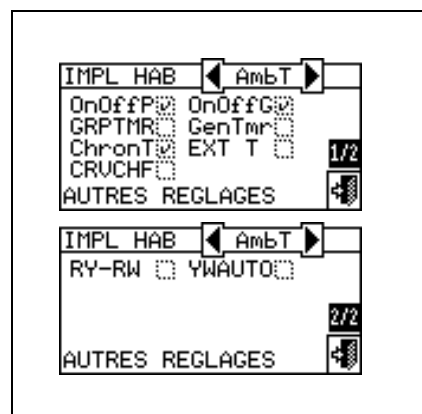 IMPL HAB AmbT
OnOffP OnOffG
GRPTMR GenTmr
ChronT EXT T
1/2
CRVCHF
AUTRES REGLAGES
IMPL HAB AmbT
RY-RW YWAUTO
2/2
AUTRES REGLAGES